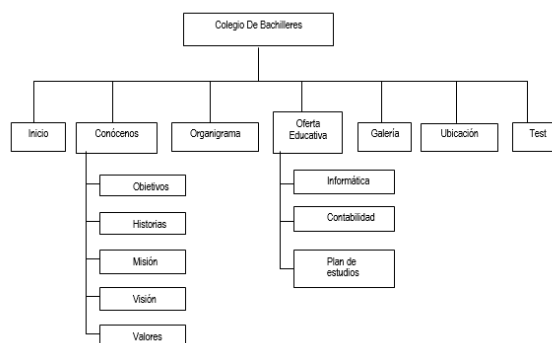 Colegio De Bachilleres
Inicio
Conócenos
Organigrama
Oferta
Educativa
Galería
Ubicación
Test
Objetivos
Historias
Misión
Visión
Valores
Informática
Contabilidad
Plan de
estudios